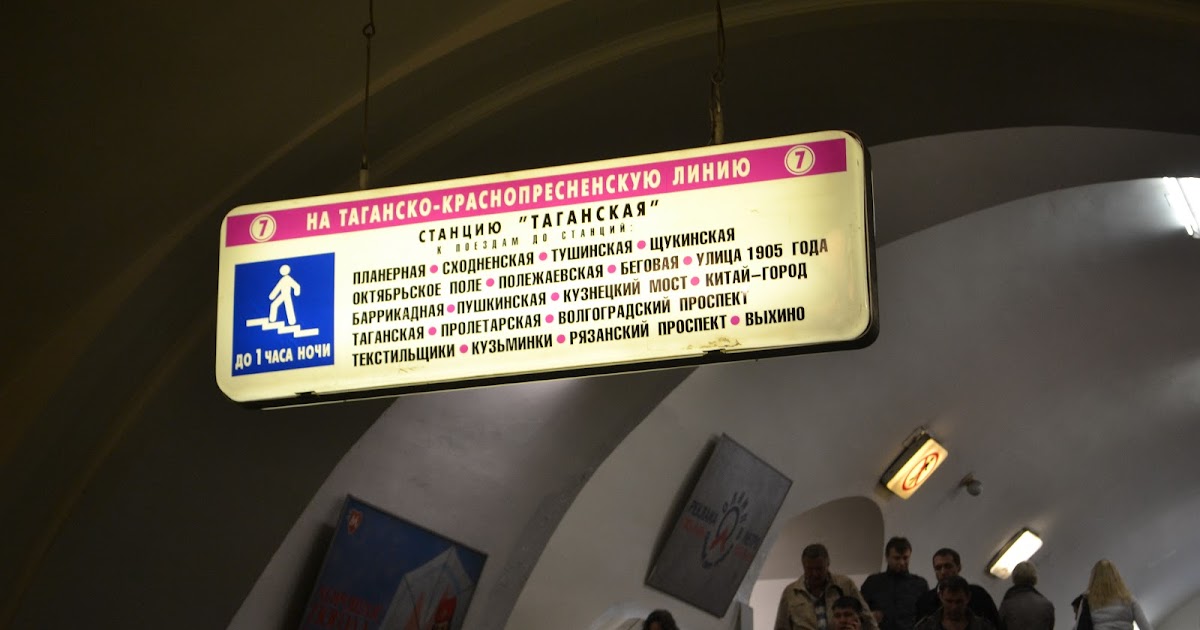 7 НА ТАГАНСКО-КРАСНОПРЕСНЕНСКУЮ ЛИНИЮ 7
СТАНЦИЮ "ТАГАНСКАЯ"
К ПОЕЗДАМ ДО СТАНЦИЙ:
ПЛАНЕРНАЯ • СХОДНЕНСКАЯ • ТУШИНСКАЯ • ЩУКИНСКАЯ
ОКТЯБРЬСКОЕ ПОЛЕ • ПОЛЕЖАЕВСКАЯ • БЕГОВАЯ • УЛИЦА 1905 ГОДА
БАРРИКАДНАЯ • ПУШКИНСКАЯ • КУЗНЕЦКИЙ МОСТ • КИТАЙ-ГОРОД
ТАГАНСКАЯ • ПРОЛЕТАРСКАЯ • ВОЛГОГРАДСКИЙ ПРОСПЕКТ
ТЕКСТИЛЬЩИКИ • КУЗЬМИНКИ • РЯЗАНСКИЙ ПРОСПЕКТ • ВЫХИНО
ДО 1 ЧАСА НОЧИ
РЕКЛАМА